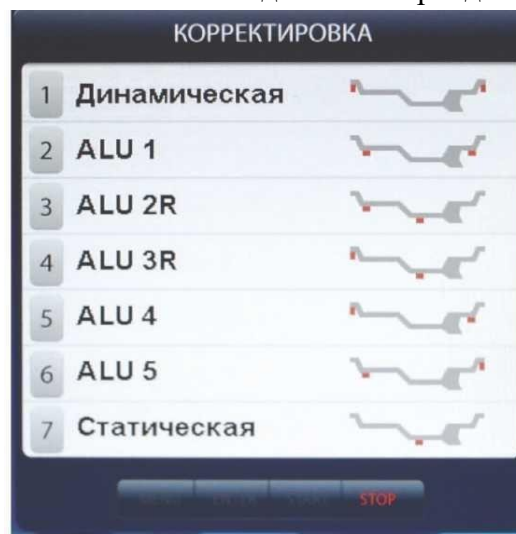 КОРРЕКТИРОВКА
1 Динамическая
2 ALU 1
3 ALU 2R
4 ALU 3R
5 ALU 4
6 ALU 5
7 Статическая
STOP